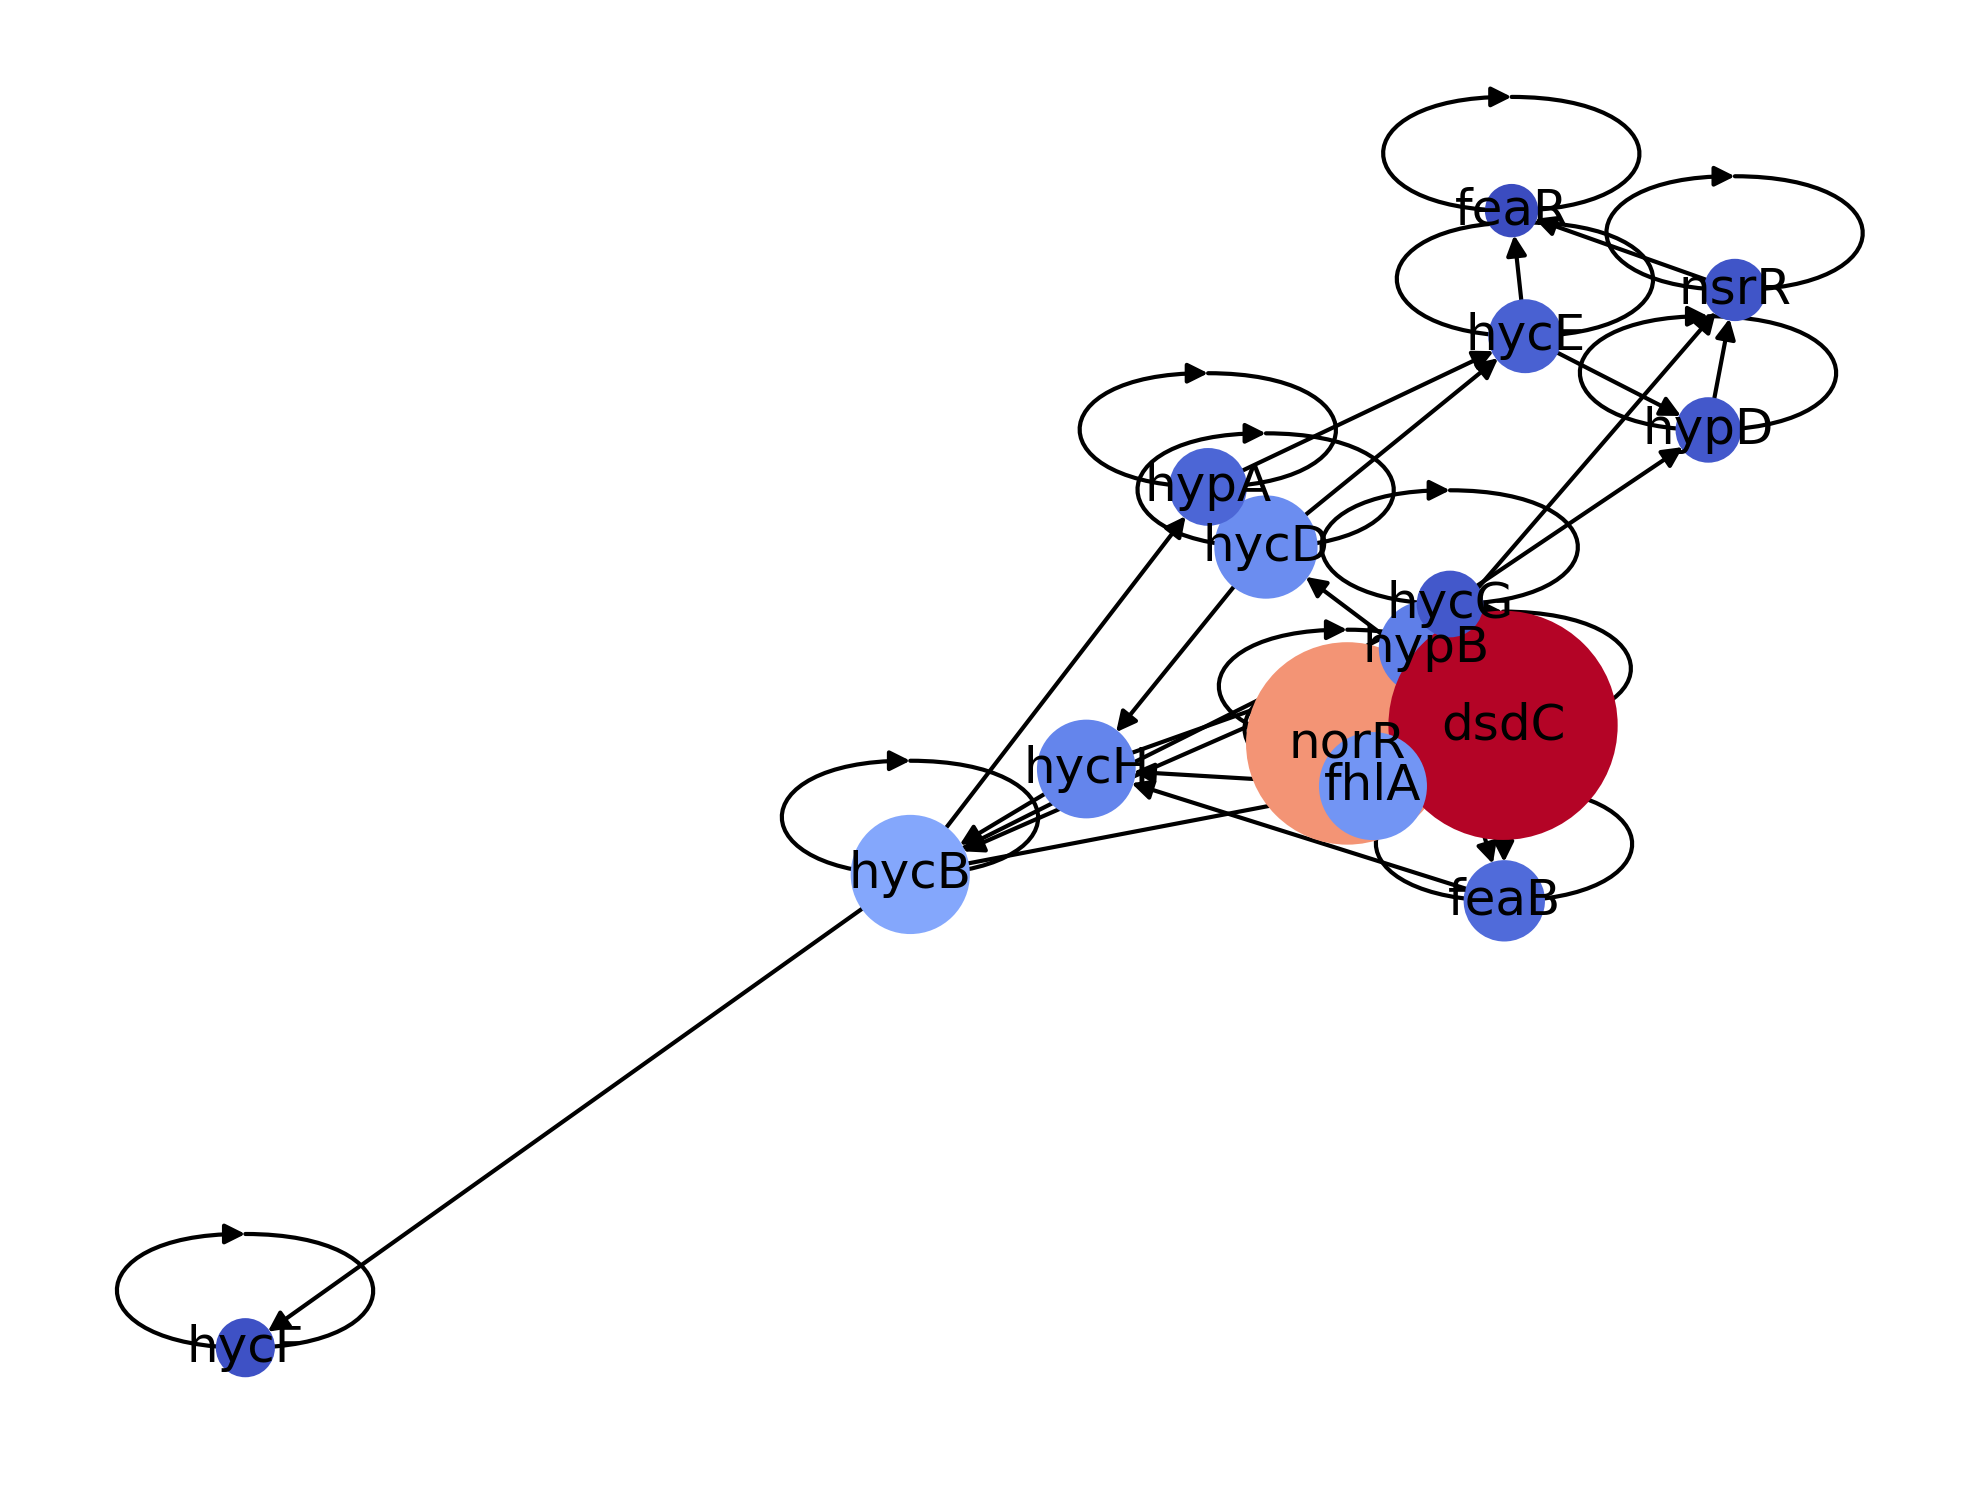 feaR
nsrR
hycE
hypD
hypA
hycD
hycG
hypB
dsdC
norR
hycH
fhlA
hycB
feaB
hycF